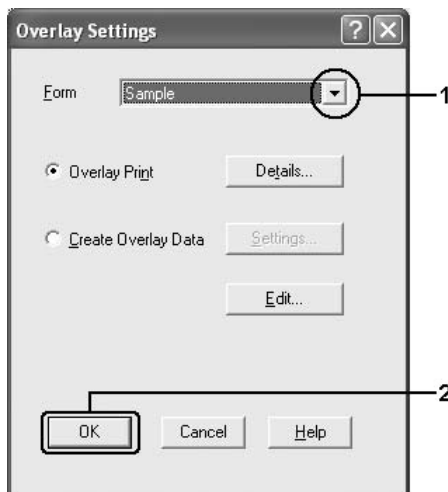 Overlay Settings
Form Sample 1
Overlay Print Details...
Create Overlay Data Settings...
Edit...
2
OK Cancel Help